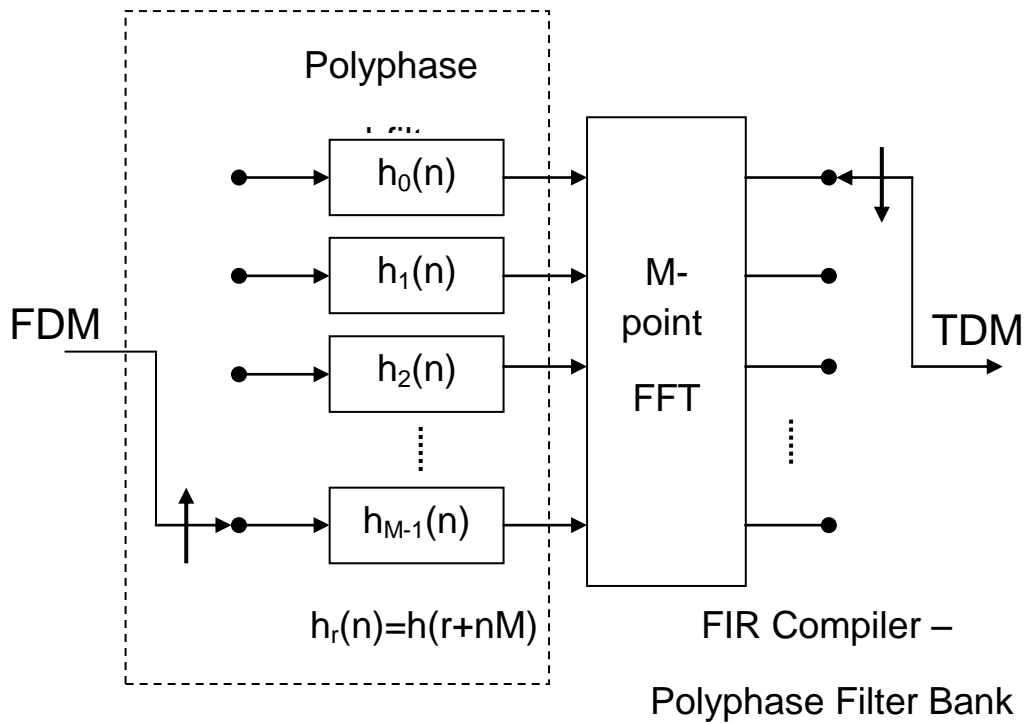 Polyphase
h₀(n)
h₁(n)
h₂(n)
hM-1(n)
hᵣ(n)=h(r+nM)
FDM
M-
point
FFT
TDM
FIR Compiler –
Polyphase Filter Bank